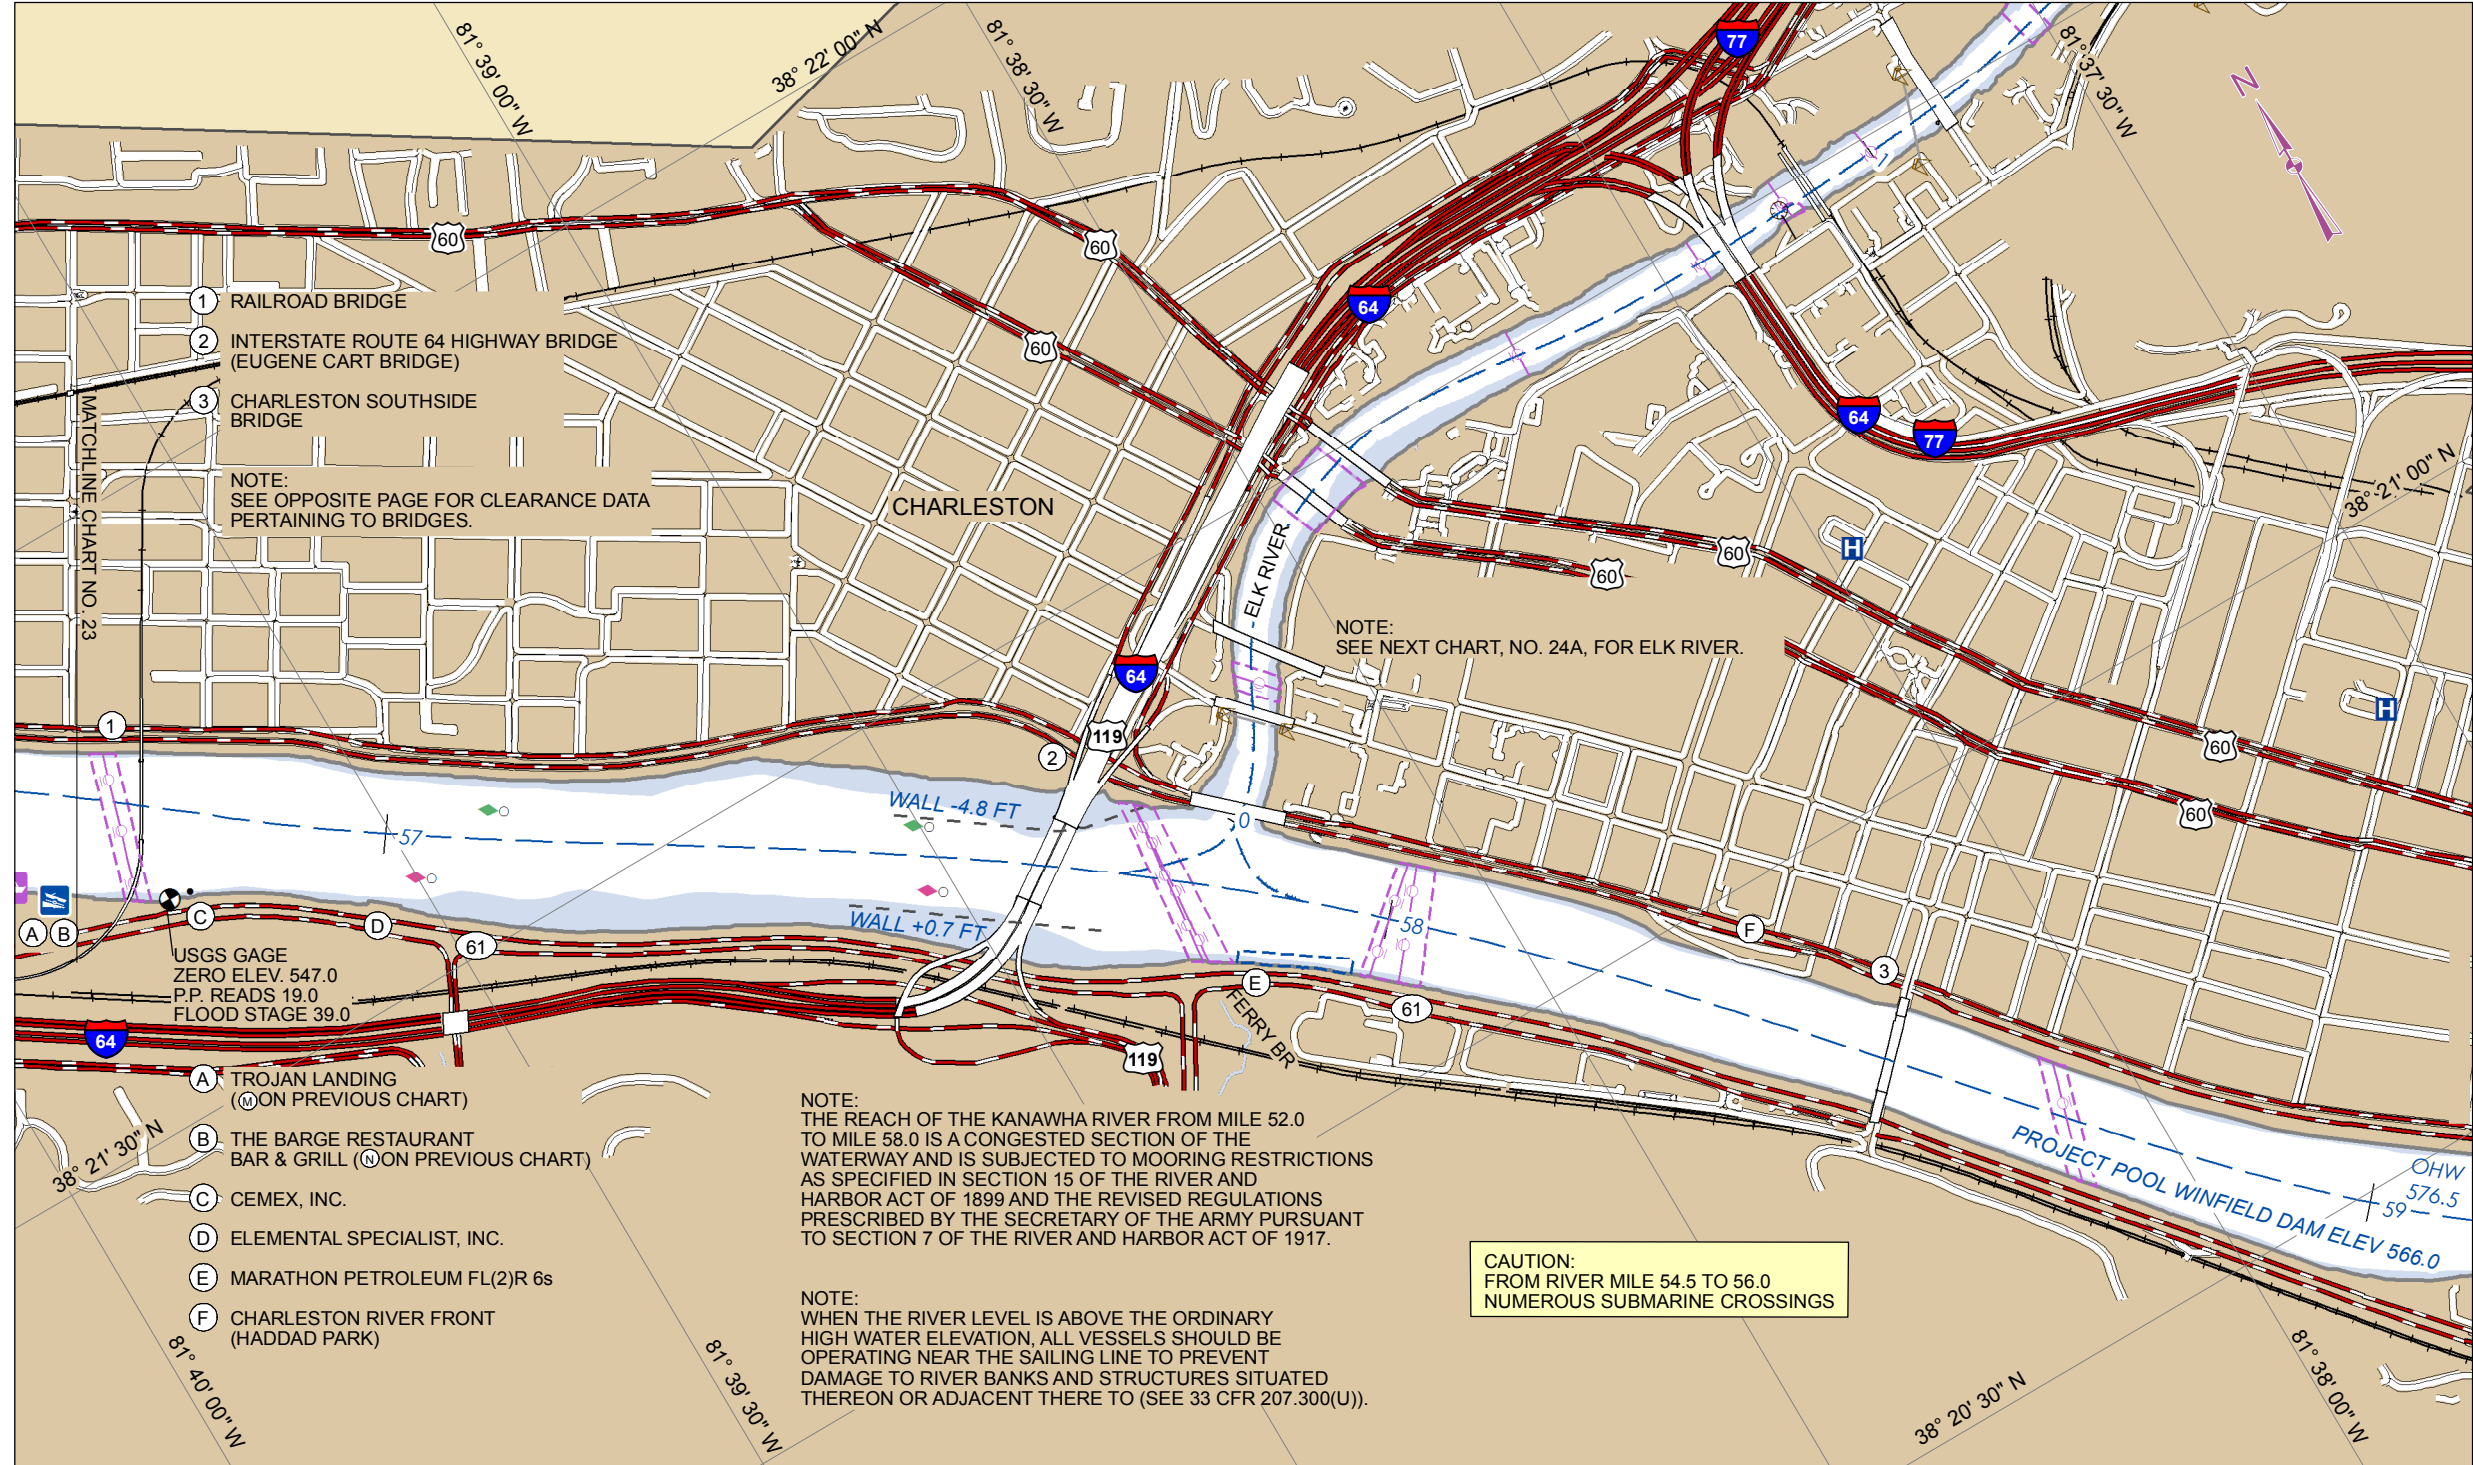 81° 39' 00" W
38° 22' 00" N
81° 38' 30" W
77
81° 37' 30" W
N
60
60
60
64
1 RAILROAD BRIDGE
2 INTERSTATE ROUTE 64 HIGHWAY BRIDGE
(EUGENE CART BRIDGE)
3 CHARLESTON SOUTHSIDE
BRIDGE
NOTE:
SEE OPPOSITE PAGE FOR CLEARANCE DATA
PERTAINING TO BRIDGES.
MATCHLINE CHART NO. 23
CHARLESTON
64
77
38° 21' 00" N
ELK RIVER
60
60
H
NOTE:
SEE NEXT CHART, NO. 24A, FOR ELK RIVER.
64
119
H
60
60
1
2
WALL -4.8 FT
0
57
WALL +0.7 FT
58
A
B
C
D
61
E
61
F
3
USGS GAGE
ZERO ELEV. 547.0
P.P. READS 19.0
FLOOD STAGE 39.0
64
119
FERRY BR
A TROJAN LANDING
(M ON PREVIOUS CHART)
B THE BARGE RESTAURANT
BAR & GRILL (N ON PREVIOUS CHART)
C CEMEX, INC.
D ELEMENTAL SPECIALIST, INC.
E MARATHON PETROLEUM FL(2)R 6s
F CHARLESTON RIVER FRONT
(HADDAD PARK)
38° 21' 30" N
NOTE:
THE REACH OF THE KANAWHA RIVER FROM MILE 52.0
TO MILE 58.0 IS A CONGESTED SECTION OF THE
WATERWAY AND IS SUBJECTED TO MOORING RESTRICTIONS
AS SPECIFIED IN SECTION 15 OF THE RIVER AND
HARBOR ACT OF 1899 AND THE REVISED REGULATIONS
PRESCRIBED BY THE SECRETARY OF THE ARMY PURSUANT
TO SECTION 7 OF THE RIVER AND HARBOR ACT OF 1917.
NOTE:
WHEN THE RIVER LEVEL IS ABOVE THE ORDINARY
HIGH WATER ELEVATION, ALL VESSELS SHOULD BE
OPERATING NEAR THE SAILING LINE TO PREVENT
DAMAGE TO RIVER BANKS AND STRUCTURES SITUATED
THEREON OR ADJACENT THERE TO (SEE 33 CFR 207.300(U)).
PROJECT POOL WINFIELD DAM ELEV 566.0
OHW
576.5
59
CAUTION:
FROM RIVER MILE 54.5 TO 56.0
NUMEROUS SUBMARINE CROSSINGS
81° 40' 00" W
81° 39' 30" W
38° 20' 30" N
81° 38' 00" W